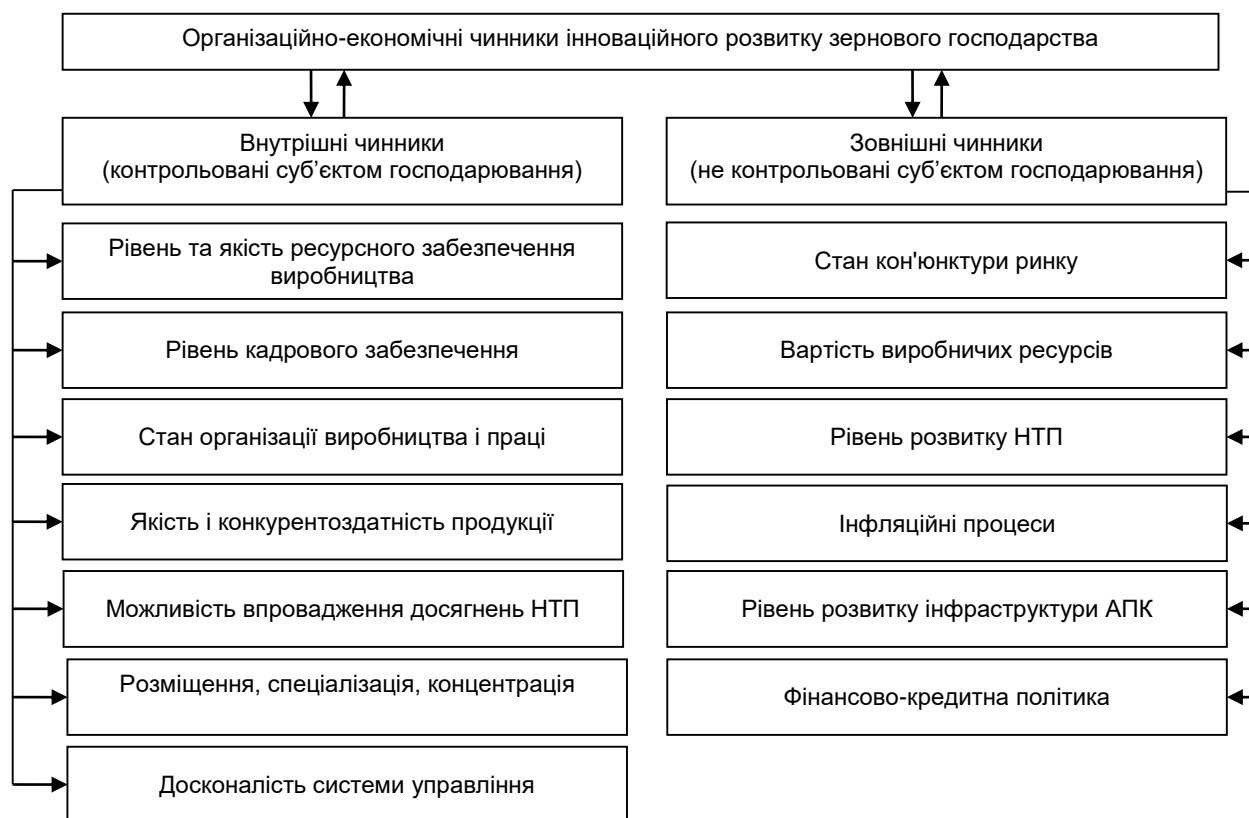 Організаційно-економічні чинники інноваційного розвитку зернового господарства
Внутрішні чинники
(контрольовані суб’єктом господарювання)
Рівень та якість ресурсного забезпечення
виробництва
Рівень кадрового забезпечення
Стан організації виробництва і праці
Якість і конкурентоздатність продукції
Можливість впровадження досягнень НТП
Розміщення, спеціалізація, концентрація
Досконалість системи управління
Зовнішні чинники
(не контрольовані суб’єктом господарювання)
Стан кон'юнктури ринку
Вартість виробничих ресурсів
Рівень розвитку НТП
Інфляційні процеси
Рівень розвитку інфраструктури АПК
Фінансово-кредитна політика